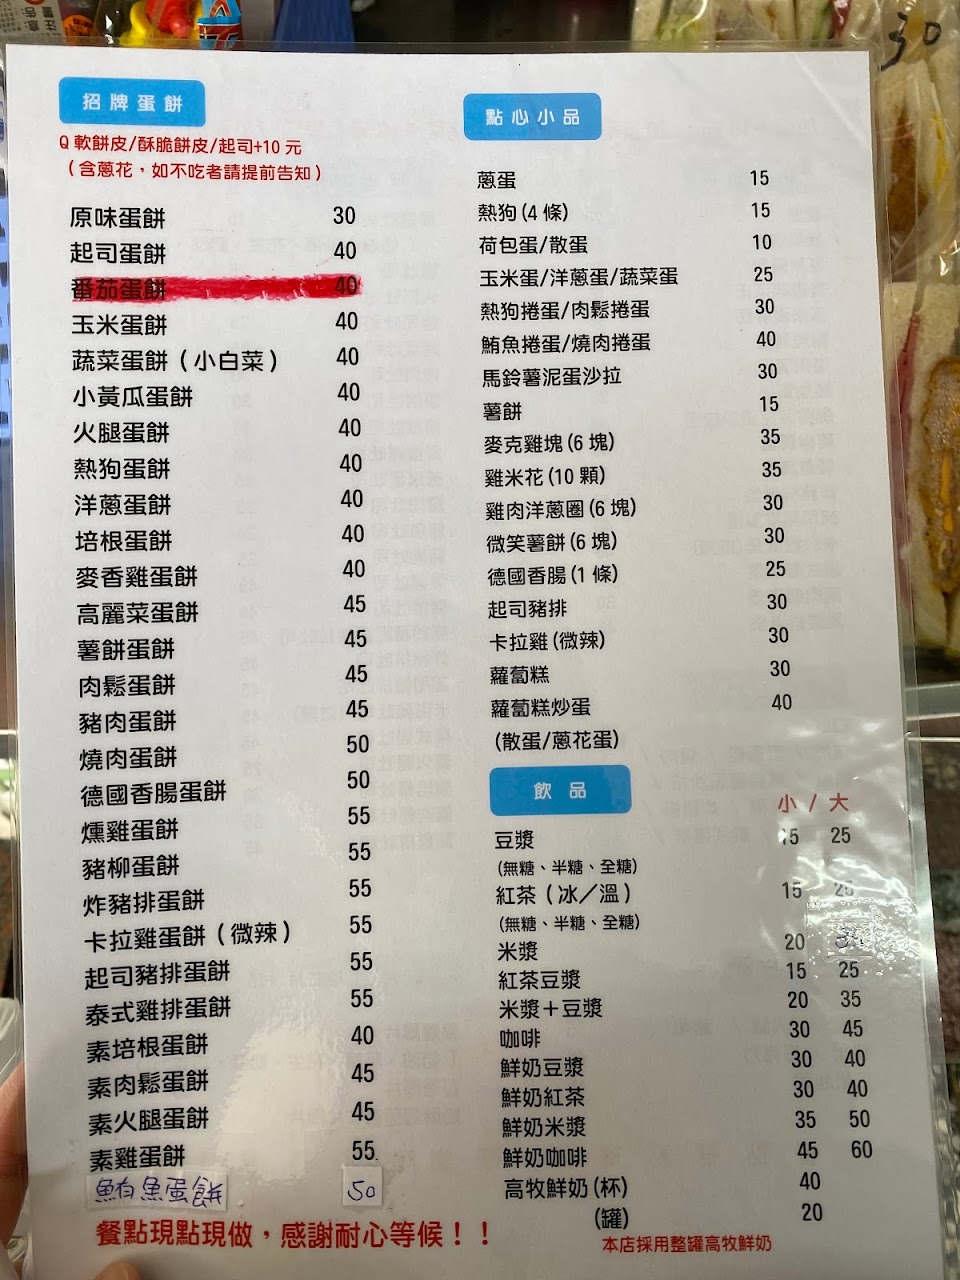 招牌蛋餅
Q軟餅皮/酥脆餅皮/起司+10元
（含蔥花，如不吃者請提前告知）
原味蛋餅 30
起司蛋餅 40
番茄蛋餅 40
玉米蛋餅 40
蔬菜蛋餅（小白菜） 40
小黃瓜蛋餅 40
火腿蛋餅 40
熱狗蛋餅 40
洋蔥蛋餅 40
培根蛋餅 40
麥香雞蛋餅 40
高麗菜蛋餅 45
薯餅蛋餅 45
肉鬆蛋餅 45
豬肉蛋餅 45
燒肉蛋餅 50
德國香腸蛋餅 50
燻雞蛋餅 55
豬柳蛋餅 55
炸豬排蛋餅 55
卡拉雞蛋餅（微辣） 55
起司豬排蛋餅 55
泰式雞排蛋餅 55
素培根蛋餅 40
素肉鬆蛋餅 45
素火腿蛋餅 45
素雞蛋餅 55
鮪魚蛋餅 50
餐點現點現做，感謝耐心等候！！
點心小品
蔥蛋 15
熱狗(4條) 15
荷包蛋/散蛋 10
玉米蛋/洋蔥蛋/蔬菜蛋 25
熱狗捲蛋/肉鬆捲蛋 30
鮪魚捲蛋/燒肉捲蛋 40
馬鈴薯泥蛋沙拉 30
薯餅 15
麥克雞塊(6塊) 35
雞米花(10顆) 35
雞肉洋蔥圈(6塊) 30
微笑薯餅(6塊) 30
德國香腸(1條) 25
起司豬排 30
卡拉雞(微辣) 30
蘿蔔糕 30
蘿蔔糕炒蛋 40
(散蛋/蔥花蛋)
飲品
小 / 大
豆漿 15 25
(無糖、半糖、全糖)
紅茶（冰／溫） 15 25
(無糖、半糖、全糖)
米漿 20
紅茶豆漿 15 25
米漿＋豆漿 20 35
咖啡 30 45
鮮奶豆漿 30 40
鮮奶紅茶 30 40
鮮奶米漿 35 50
鮮奶咖啡 45 60
高牧鮮奶(杯) 40
(罐) 20
本店採用整罐高牧鮮奶
30